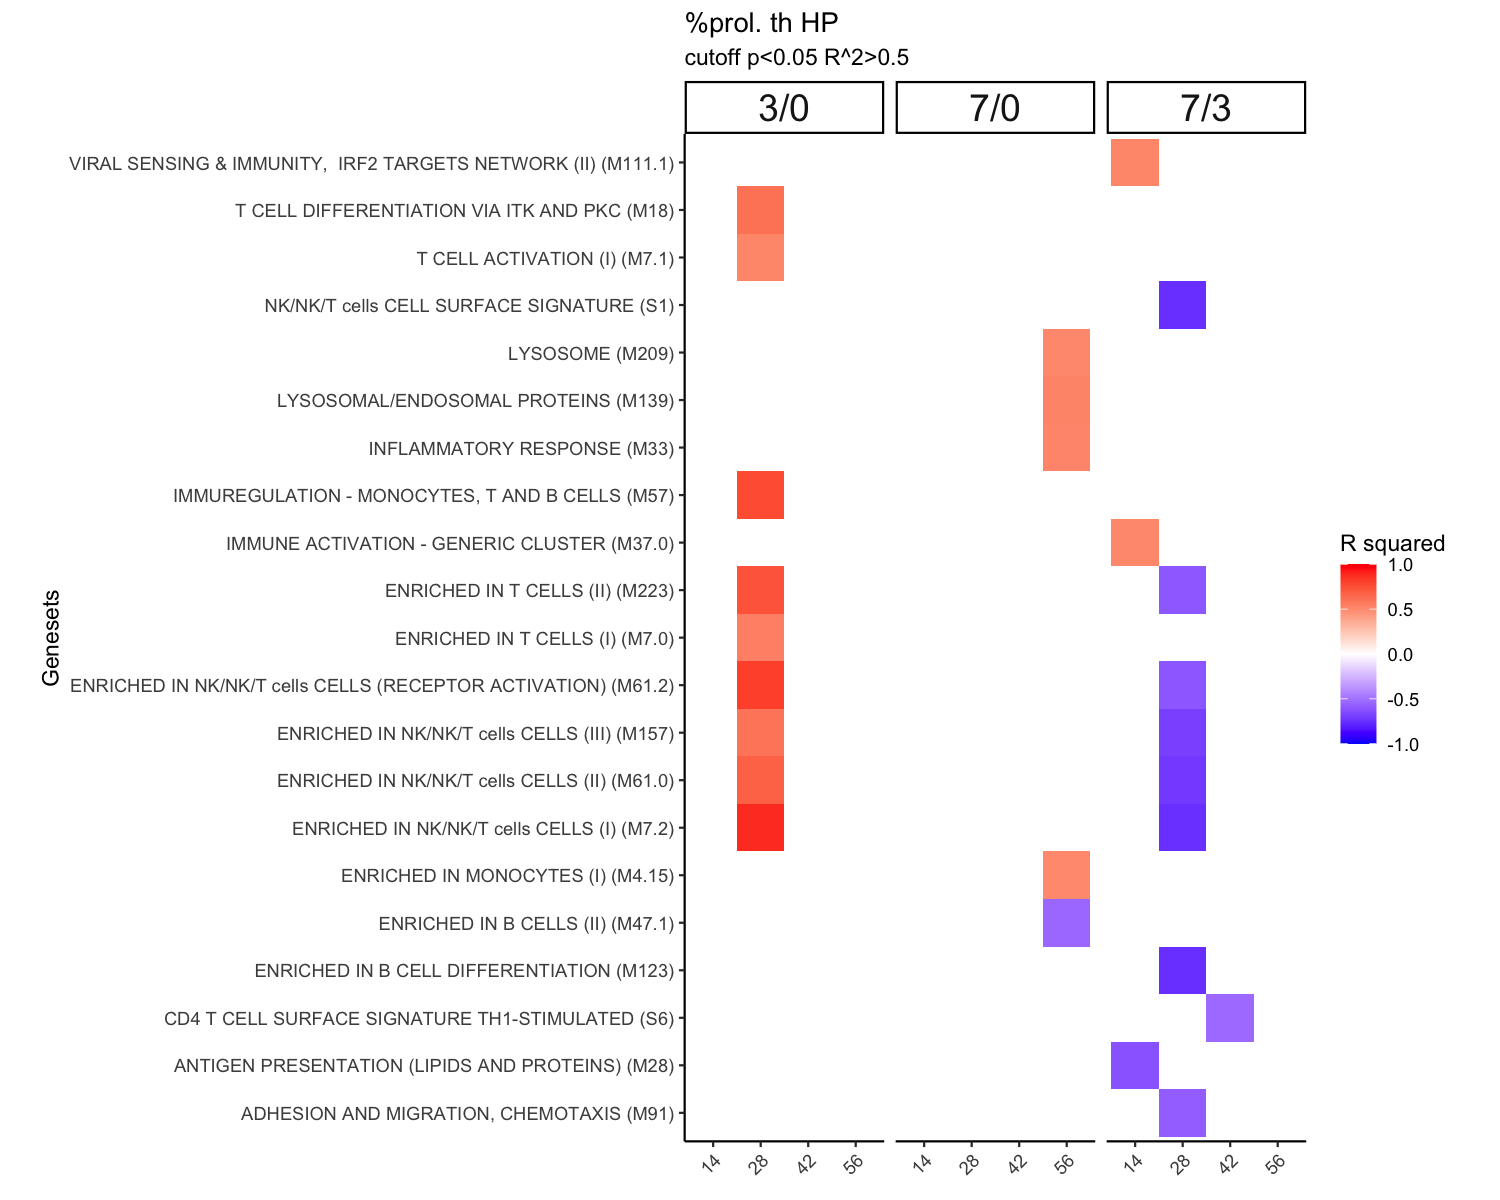 %prol. th HP
cutoff p<0.05 R^2>0.5
3/0 7/0 7/3
VIRAL SENSING & IMMUNITY,  IRF2 TARGETS NETWORK (II) (M111.1)
T CELL DIFFERENTIATION VIA ITK AND PKC (M18)
T CELL ACTIVATION (I) (M7.1)
NK/NK/T cells CELL SURFACE SIGNATURE (S1)
LYSOSOME (M209)
LYSOSOMAL/ENDOSOMAL PROTEINS (M139)
INFLAMMATORY RESPONSE (M33)
IMMUREGULATION - MONOCYTES, T AND B CELLS (M57)
IMMUNE ACTIVATION - GENERIC CLUSTER (M37.0)
ENRICHED IN T CELLS (II) (M223)
ENRICHED IN T CELLS (I) (M7.0)
ENRICHED IN NK/NK/T cells CELLS (RECEPTOR ACTIVATION) (M61.2)
ENRICHED IN NK/NK/T cells CELLS (III) (M157)
ENRICHED IN NK/NK/T cells CELLS (II) (M61.0)
ENRICHED IN NK/NK/T cells CELLS (I) (M7.2)
ENRICHED IN MONOCYTES (I) (M4.15)
ENRICHED IN B CELLS (II) (M47.1)
ENRICHED IN B CELL DIFFERENTIATION (M123)
CD4 T CELL SURFACE SIGNATURE TH1-STIMULATED (S6)
ANTIGEN PRESENTATION (LIPIDS AND PROTEINS) (M28)
ADHESION AND MIGRATION, CHEMOTAXIS (M91)
Genesets
14 28 42 56 14 28 42 56 14 28 42 56
R squared
1.0
0.5
0.0
-0.5
-1.0